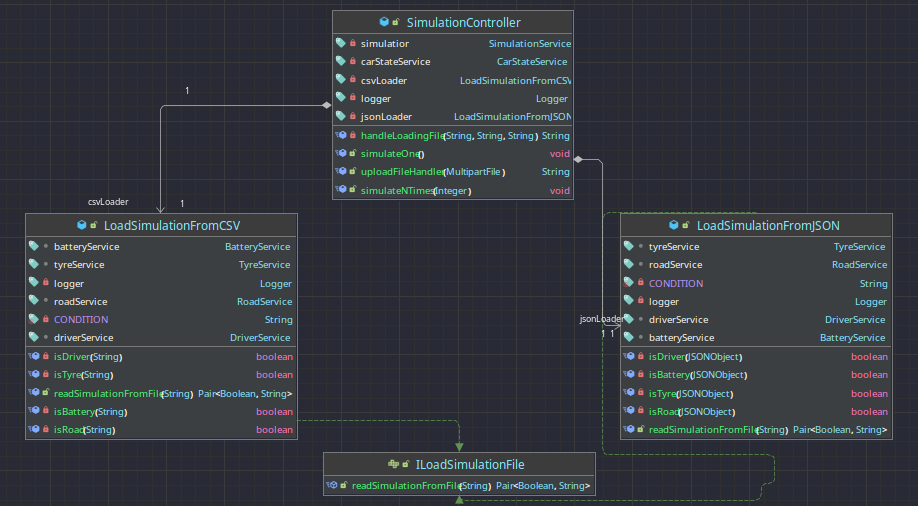 SimulationController
simulatior SimulationService
carStateService CarStateService
csvLoader LoadSimulationFromCSV
logger Logger
jsonLoader LoadSimulationFromJSON
handleLoadingFile(String, String, String) String
simulateOne() void
uploadFileHandler(MultipartFile) String
simulateNTimes(Integer) void
1
csvLoader
1
LoadSimulationFromCSV
batteryService BatteryService
tyreService TyreService
logger Logger
roadService RoadService
CONDITION String
driverService DriverService
isDriver(String) boolean
isTyre(String) boolean
readSimulationFromFile(String) Pair<Boolean, String>
isBattery(String) boolean
isRoad(String) boolean
jsonLoader
1 1
LoadSimulationFromJSON
tyreService TyreService
roadService RoadService
CONDITION String
logger Logger
driverService DriverService
batteryService BatteryService
isDriver(JSONObject) boolean
isBattery(JSONObject) boolean
isTyre(JSONObject) boolean
isRoad(JSONObject) boolean
readSimulationFromFile(String) Pair<Boolean, String>
ILoadSimulationFile
readSimulationFromFile(String) Pair<Boolean, String>